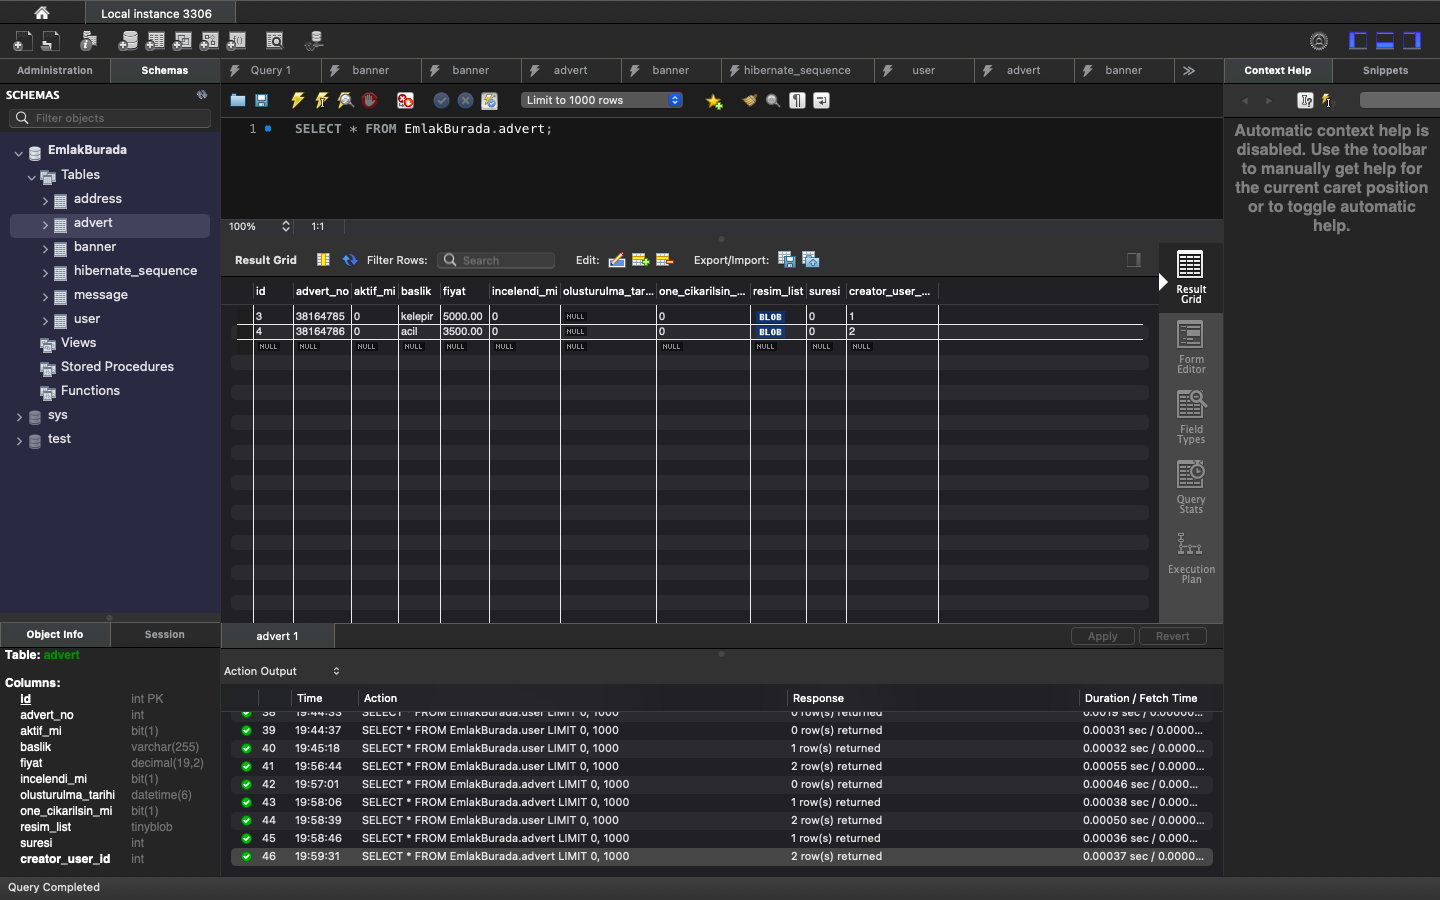 Local instance 3306
Administration
Schemas
Query 1
banner
banner
advert
banner
hibernate_sequence
user
advert
banner
Context Help
Snippets
SCHEMAS
Filter objects
EmlakBurada
Tables
address
advert
banner
hibernate_sequence
message
user
Views
Stored Procedures
Functions
sys
test
Limit to 1000 rows
1 SELECT * FROM EmlakBurada.advert;
100% 1:1
Automatic context help is
disabled. Use the toolbar
to manually get help for
the current caret position
or to toggle automatic
help.
Result Grid Filter Rows: Search Edit: Export/Import:
id advert_no aktif_mi baslik fiyat incelendi_mi olusturulma_tar... one_cikarilsin_... resim_list suresi creator_user_...
3 38164785 0 kelepir 5000.00 0 NULL 0 BLOB 0 1
4 38164786 0 acil 3500.00 0 NULL 0 BLOB 0 2
NULL NULL NULL NULL NULL NULL NULL NULL NULL NULL NULL
Result
Grid
Form
Editor
Field
Types
Query
Stats
Execution
Plan
Object Info
Session
Table: advert
Columns:
id int PK
advert_no int
aktif_mi bit(1)
baslik varchar(255)
fiyat decimal(19,2)
incelendi_mi bit(1)
olusturulma_tarihi datetime(6)
one_cikarilsin_mi bit(1)
resim_list tinyblob
suresi int
creator_user_id int
advert 1
Apply
Revert
Action Output
Time Action Response Duration / Fetch Time
38 19:44:33 SELECT * FROM EmlakBurada.user LIMIT 0, 1000 0 row(s) returned 0.0019 sec / 0.00000...
39 19:44:37 SELECT * FROM EmlakBurada.user LIMIT 0, 1000 0 row(s) returned 0.00031 sec / 0.0000...
40 19:45:18 SELECT * FROM EmlakBurada.user LIMIT 0, 1000 1 row(s) returned 0.00032 sec / 0.0000...
41 19:56:44 SELECT * FROM EmlakBurada.user LIMIT 0, 1000 2 row(s) returned 0.00055 sec / 0.0000...
42 19:57:01 SELECT * FROM EmlakBurada.advert LIMIT 0, 1000 0 row(s) returned 0.00046 sec / 0.000...
43 19:58:06 SELECT * FROM EmlakBurada.advert LIMIT 0, 1000 1 row(s) returned 0.00038 sec / 0.000...
44 19:58:39 SELECT * FROM EmlakBurada.user LIMIT 0, 1000 2 row(s) returned 0.00050 sec / 0.000...
45 19:58:46 SELECT * FROM EmlakBurada.advert LIMIT 0, 1000 1 row(s) returned 0.00036 sec / 0.000...
46 19:59:31 SELECT * FROM EmlakBurada.advert LIMIT 0, 1000 2 row(s) returned 0.00037 sec / 0.0000...
Query Completed